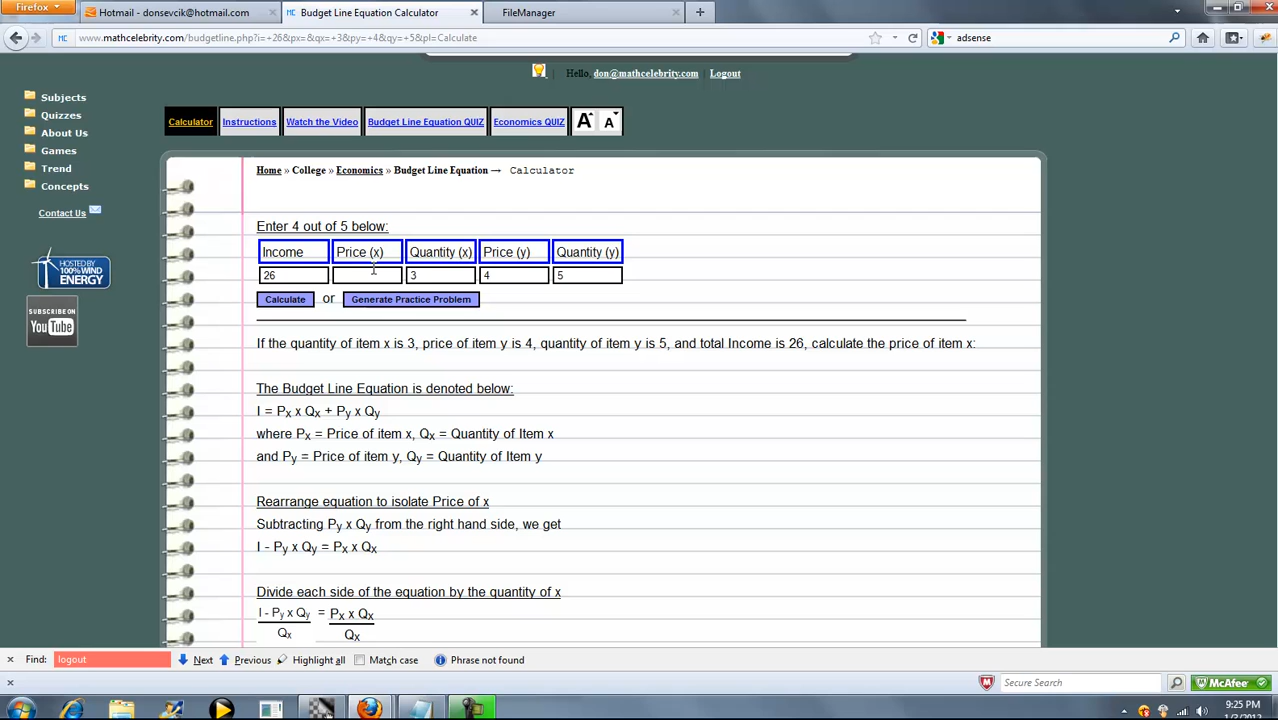 Firefox
Hotmail - donsevcik@hotmail.com
×
MC Budget Line Equation Calculator
×
FileManager
×
+
MC www.mathcelebrity.com/budgetline.php?i=+26&px=&qx=+3&py=+4&qy=+5&pl=Calculate
adsense
Hello, don@mathcelebrity.com Logout
Subjects
Quizzes
About Us
Games
Trend
Concepts
Contact Us
HOSTED BY
100% WIND
ENERGY
SUBSCRIBE ON
YouTube
Calculator
Instructions
Watch the Video
Budget Line Equation QUIZ
Economics QUIZ
A A
Home » College » Economics » Budget Line Equation → Calculator
Enter 4 out of 5 below:
Income Price (x) Quantity (x) Price (y) Quantity (y)
26 3 4 5
Calculate or Generate Practice Problem
If the quantity of item x is 3, price of item y is 4, quantity of item y is 5, and total Income is 26, calculate the price of item x:
The Budget Line Equation is denoted below:
I = Px x Qx + Py x Qy
where Px = Price of item x, Qx = Quantity of Item x
and Py = Price of item y, Qy = Quantity of Item y
Rearrange equation to isolate Price of x
Subtracting Py x Qy from the right hand side, we get
I - Py x Qy = Px x Qx
Divide each side of the equation by the quantity of x
I - Py x Qy = Px x Qx
Qx Qx
× Find: logout Next Previous Highlight all Match case Phrase not found
× Secure Search McAfee
9:25 PM